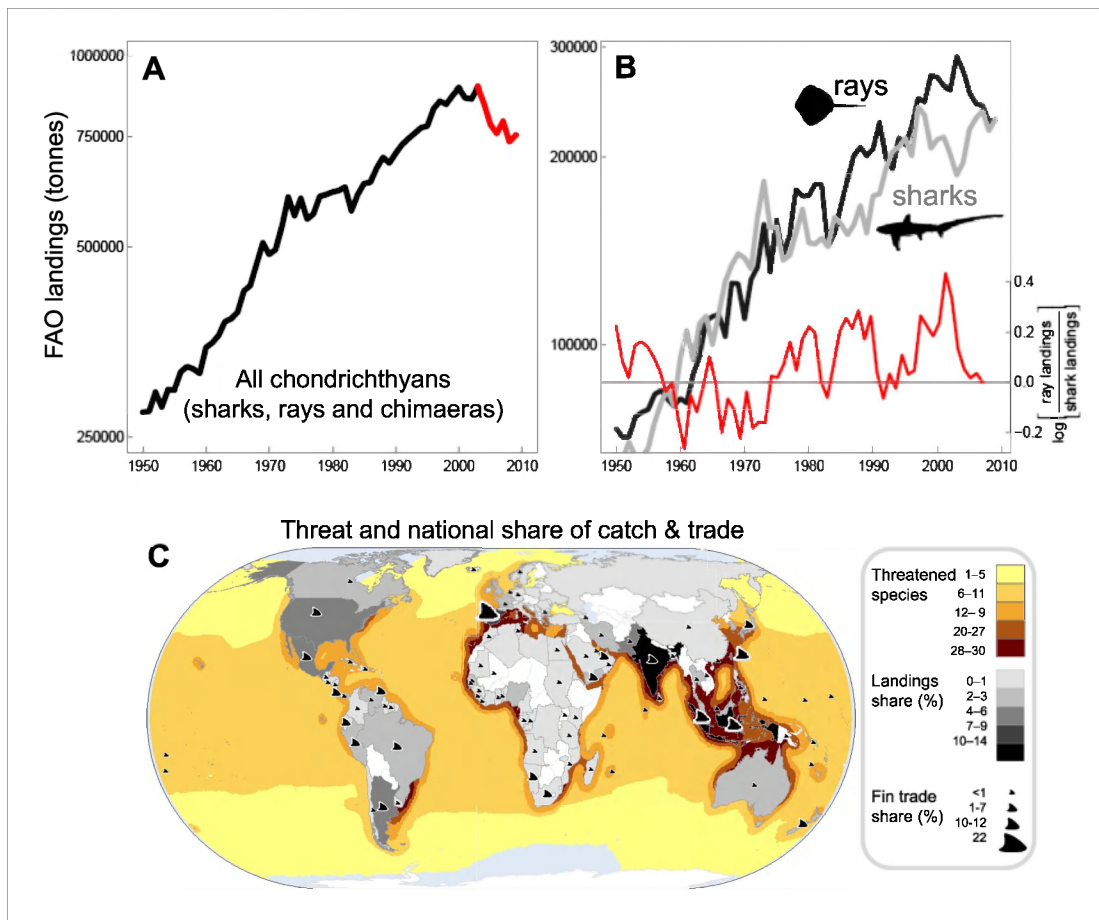 A
FAO landings (tonnes)
1000000
750000
500000
250000
All chondrichthyans
(sharks, rays and chimaeras)
1950 1960 1970 1980 1990 2000 2010
B
300000
200000
100000
rays
sharks
0.4
0.2
0.0
−0.2
log [ray landings / shark landings]
1950 1960 1970 1980 1990 2000 2010
Threat and national share of catch & trade
C
Threatened
species
1–5
6–11
12– 9
20-27
28–30
Landings
share (%)
0–1
2–3
4–6
7–9
10–14
Fin trade
share (%)
<1
1-7
10-12
22